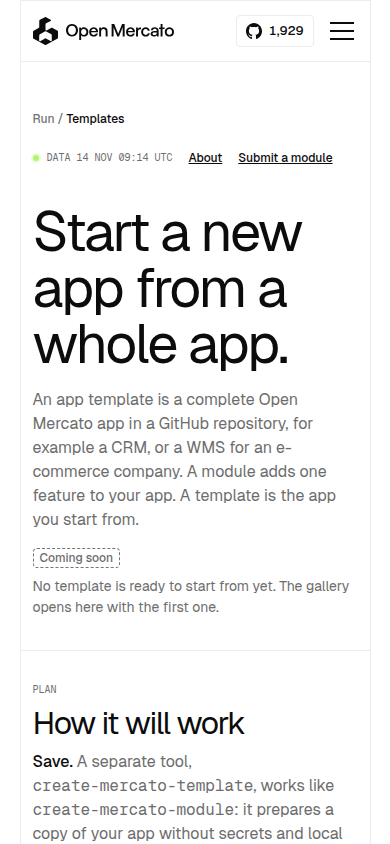 Open Mercato
1,929
Run / Templates
DATA 14 NOV 09:14 UTC About Submit a module
Start a new
app from a
whole app.
An app template is a complete Open
Mercato app in a GitHub repository, for
example a CRM, or a WMS for an e-
commerce company. A module adds one
feature to your app. A template is the app
you start from.
Coming soon
No template is ready to start from yet. The gallery
opens here with the first one.
PLAN
How it will work
Save. A separate tool,
create-mercato-template, works like
create-mercato-module: it prepares a
copy of your app without secrets and local